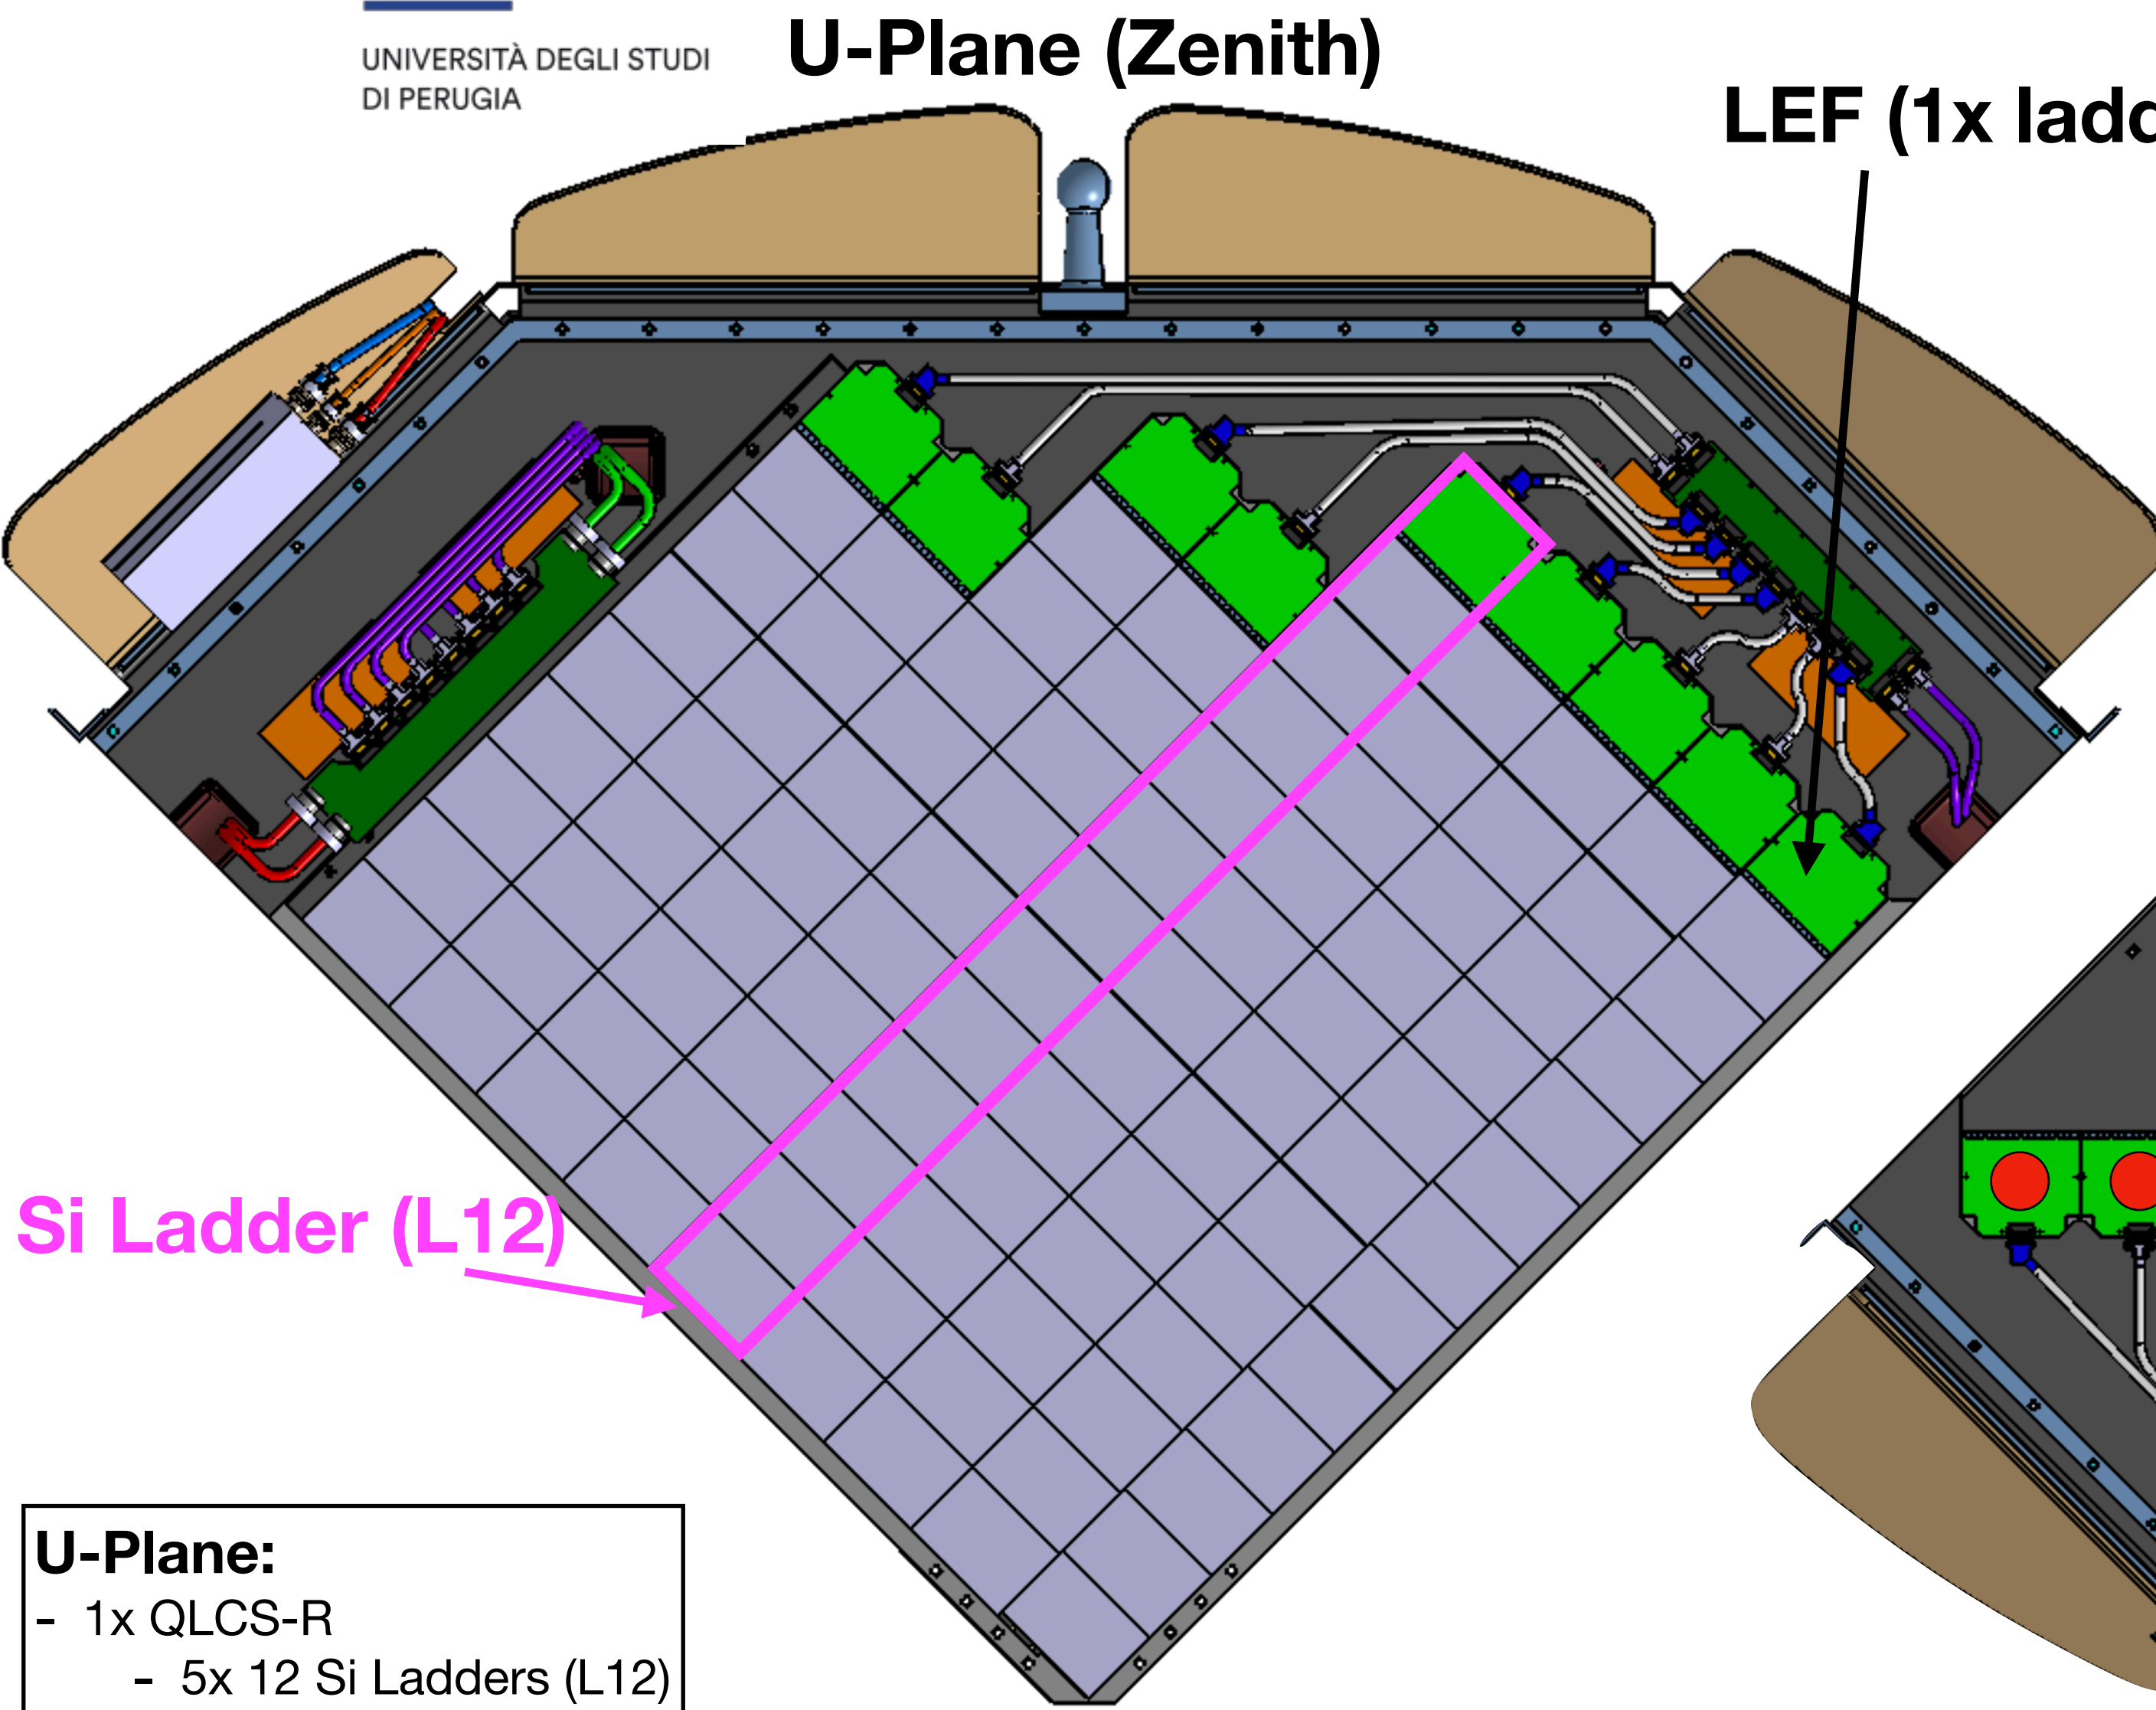 UNIVERSITÀ DEGLI STUDI
DI PERUGIA
U-Plane (Zenith)
LEF (1x
Si Ladder (L12)
U-Plane:
- 1x QLCS-R
- 5x 12 Si Ladders (L12)